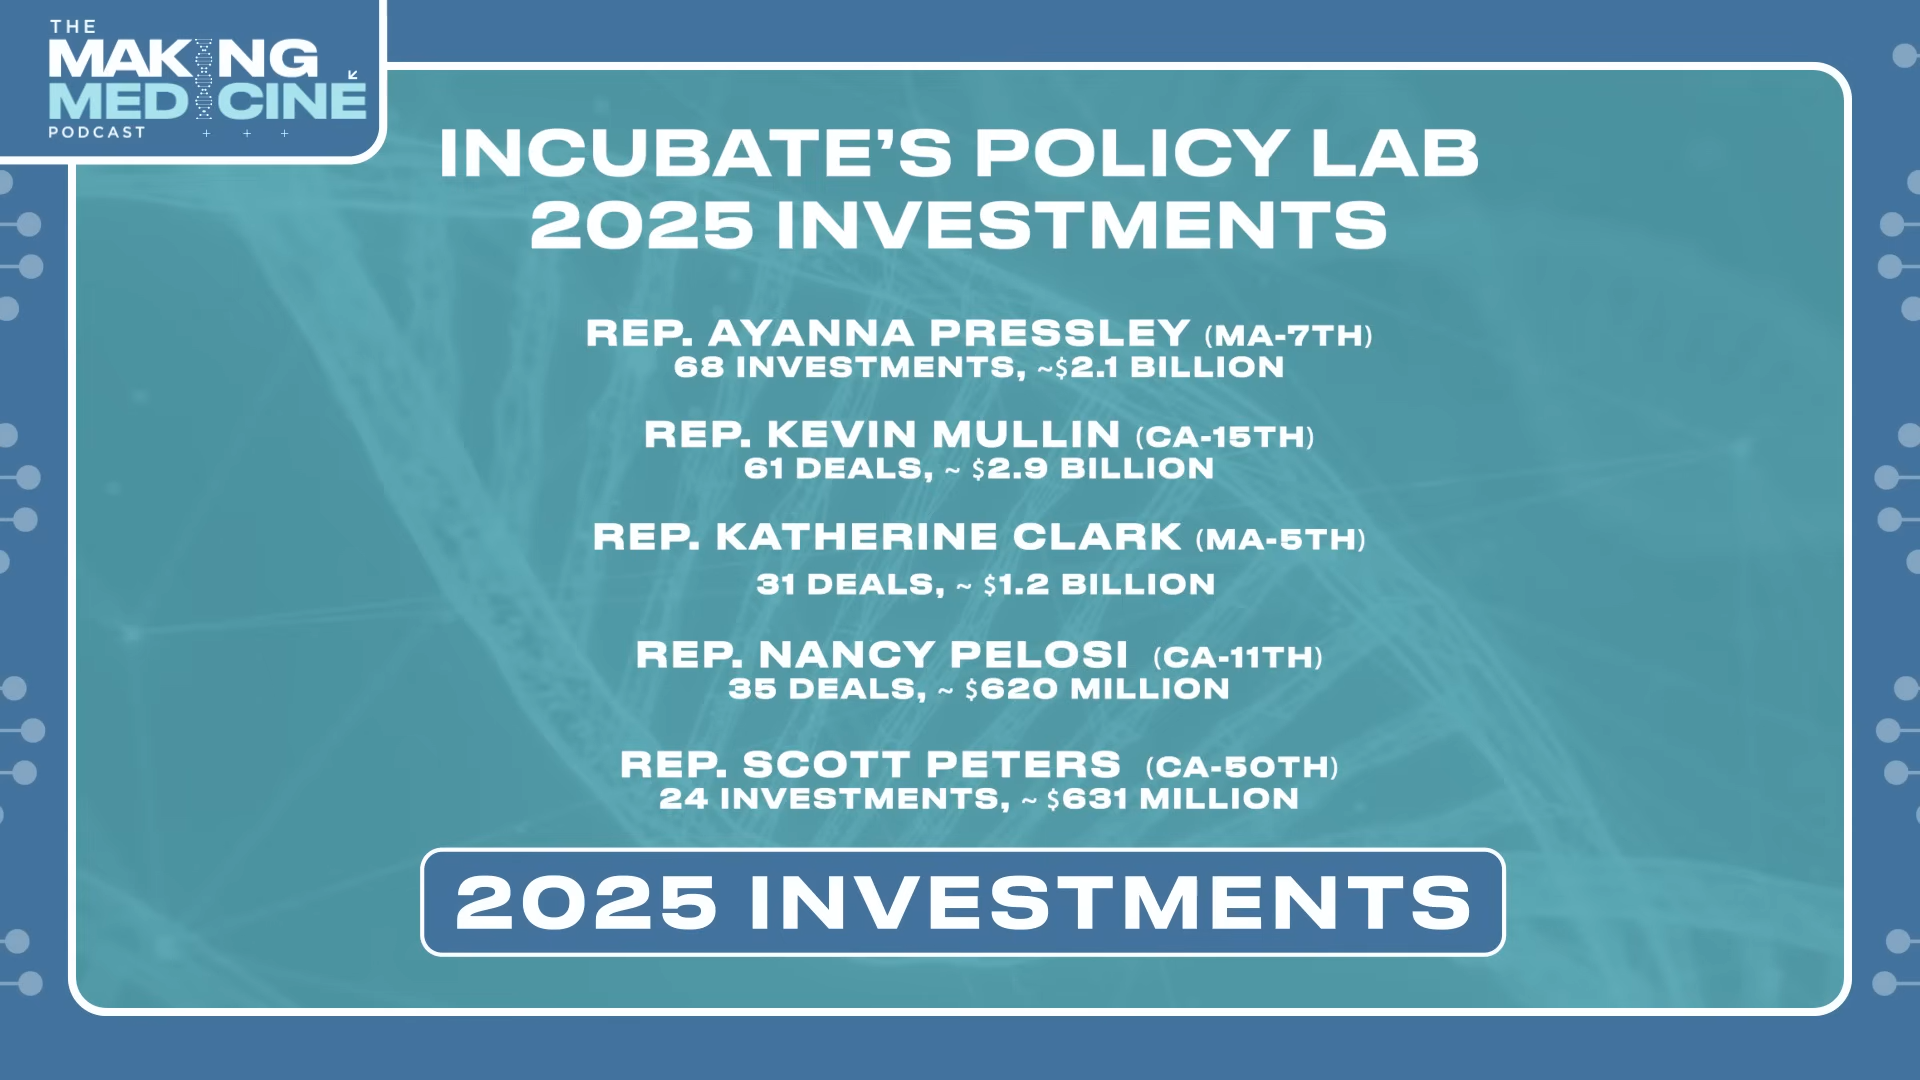 THE
MAKING
MEDICINE
PODCAST
INCUBATE’S POLICY LAB
2025 INVESTMENTS
REP. AYANNA PRESSLEY (MA-7TH)
68 INVESTMENTS, ~$2.1 BILLION
REP. KEVIN MULLIN (CA-15TH)
61 DEALS, ~ $2.9 BILLION
REP. KATHERINE CLARK (MA-5TH)
31 DEALS, ~ $1.2 BILLION
REP. NANCY PELOSI (CA-11TH)
35 DEALS, ~ $620 MILLION
REP. SCOTT PETERS (CA-50TH)
24 INVESTMENTS, ~ $631 MILLION
2025 INVESTMENTS